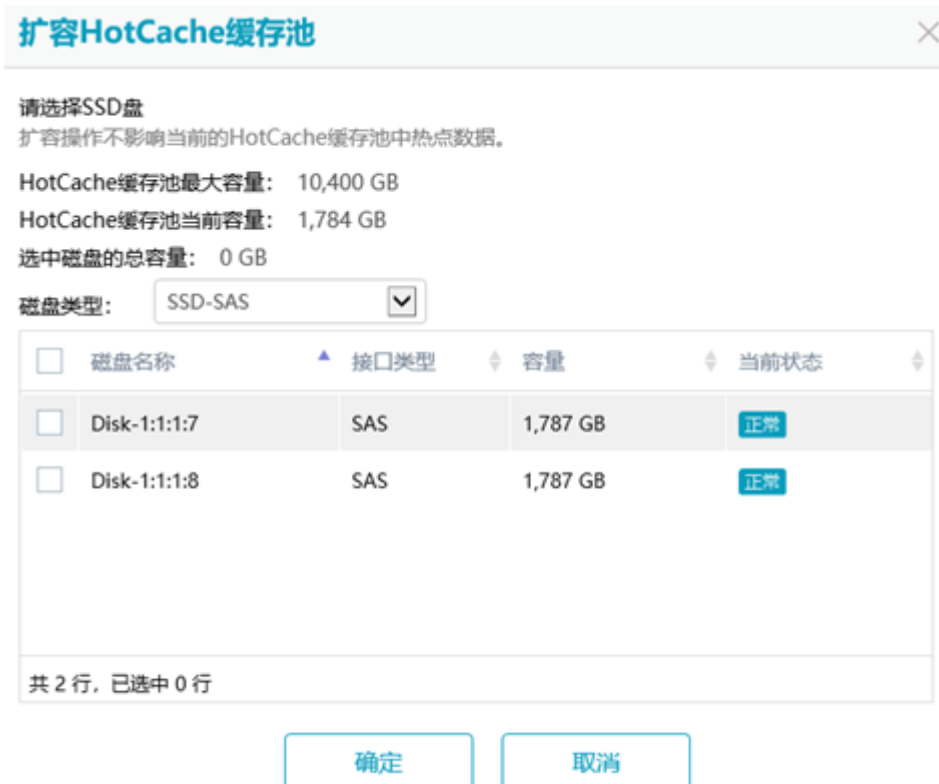 扩容HotCache缓存池
请选择SSD盘
扩容操作不影响当前的HotCache缓存池中热点数据。
HotCache缓存池最大容量： 10,400 GB
HotCache缓存池当前容量： 1,784 GB
选中磁盘的总容量： 0 GB
磁盘类型： SSD-SAS
磁盘名称 接口类型 容量 当前状态
Disk-1:1:1:7 SAS 1,787 GB 正常
Disk-1:1:1:8 SAS 1,787 GB 正常
共 2 行，已选中 0 行
确定 取消